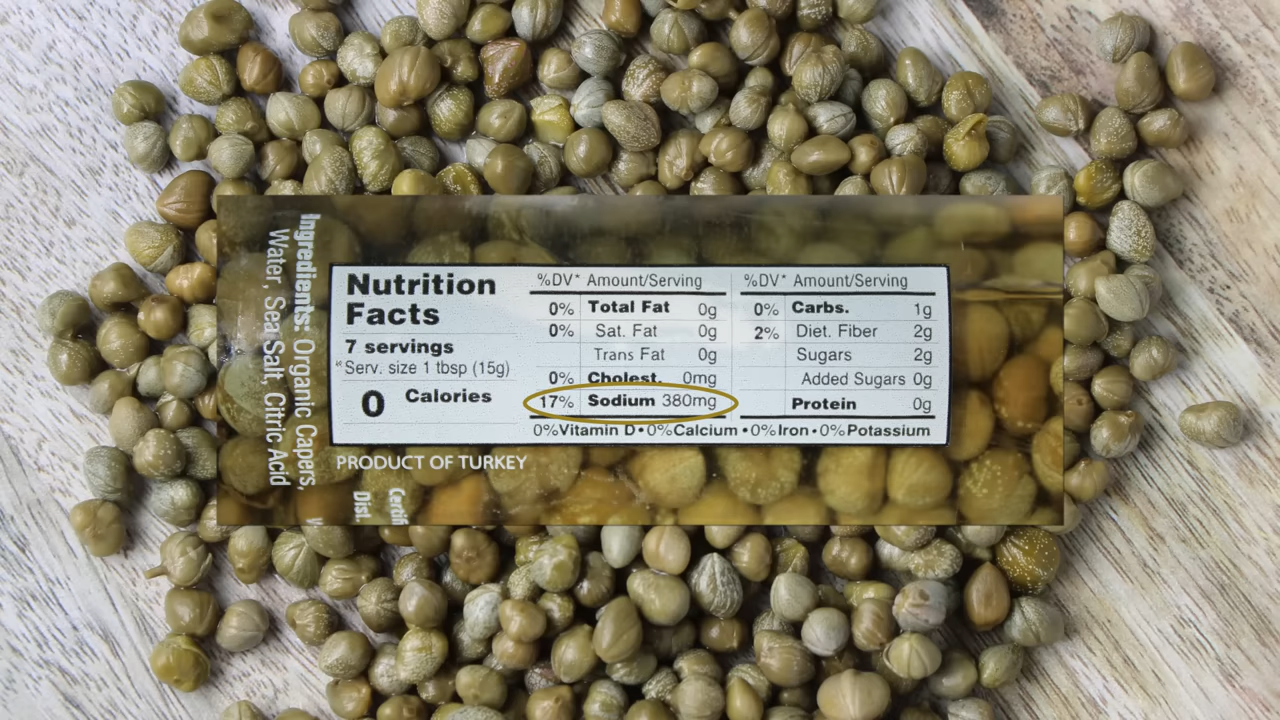 Ingredients: Organic Capers,
Water, Sea Salt, Citric Acid
Nutrition
Facts
7 servings
*Serv. size 1 tbsp (15g)
0 Calories
%DV* Amount/Serving
0% Total Fat 0g
0% Sat. Fat 0g
Trans Fat 0g
0% Cholest. 0mg
17% Sodium 380mg
%DV* Amount/Serving
0% Carbs. 1g
2% Diet. Fiber 2g
Sugars 2g
Added Sugars 0g
Protein 0g
0%Vitamin D•0%Calcium•0%Iron•0%Potassium
PRODUCT OF TURKEY
Dist.